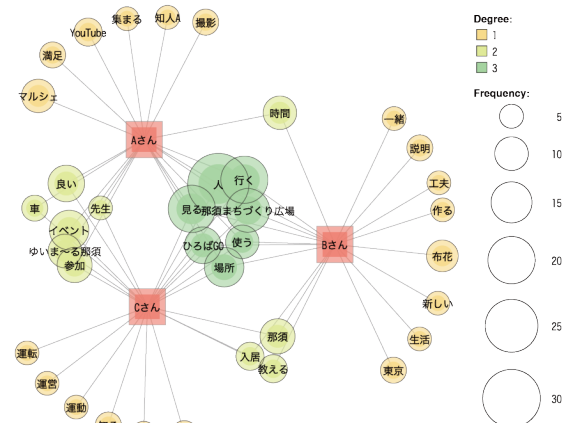 Degree:
1
2
3
Frequency:
5
10
15
20
25
30
YouTube
集まる
知人A
撮影
満足
マルシェ
Aさん
時間
一緒
説明
良い
人
行く
工夫
車
先生
見る
那須まちづくり広場
作る
イベント
ゆいま～る那須
ひろばGO
使う
Bさん
布花
参加
場所
Cさん
新しい
那須
生活
運転
入居
教える
東京
運営
運動